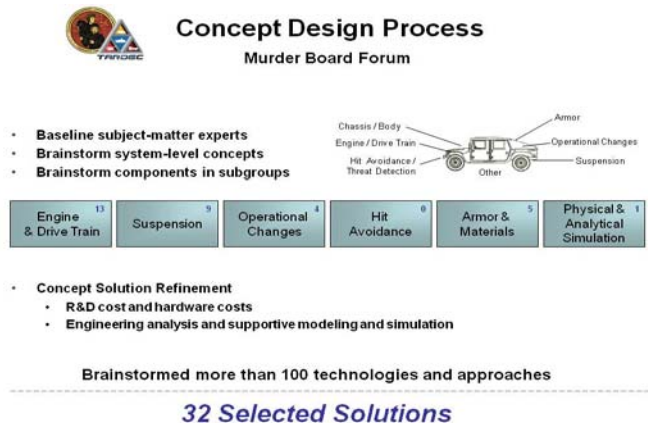 TARDEC
Concept Design Process
Murder Board Forum
• Baseline subject-matter experts
• Brainstorm system-level concepts
• Brainstorm components in subgroups
Chassis / Body
Engine / Drive Train
Hit Avoidance /
Threat Detection
Other
Armor
Operational Changes
Suspension
Engine 13
& Drive Train
Suspension 9
Operational 4
Changes
Hit 0
Avoidance
Armor & 5
Materials
Physical & 1
Analytical
Simulation
• Concept Solution Refinement
• R&D cost and hardware costs
• Engineering analysis and supportive modeling and simulation
Brainstormed more than 100 technologies and approaches
32 Selected Solutions